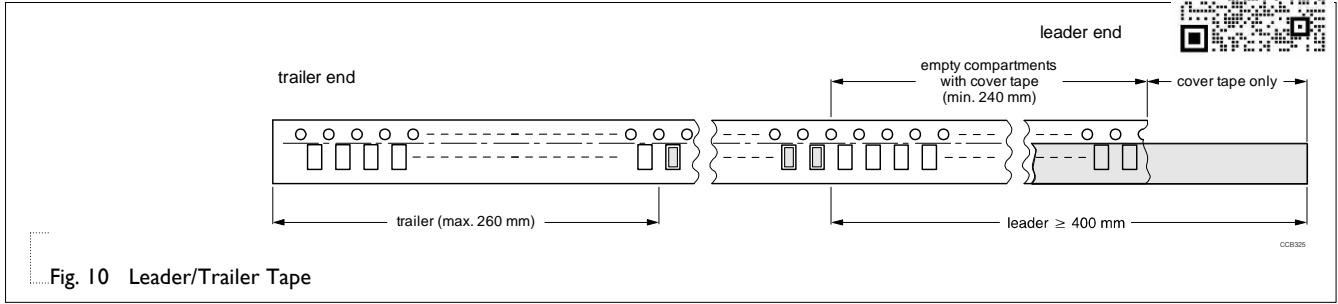 leader end
trailer end
empty compartments
with cover tape
(min. 240 mm)
cover tape only
trailer (max. 260 mm)
leader ≥ 400 mm
CCB325
Fig. 10 Leader/Trailer Tape